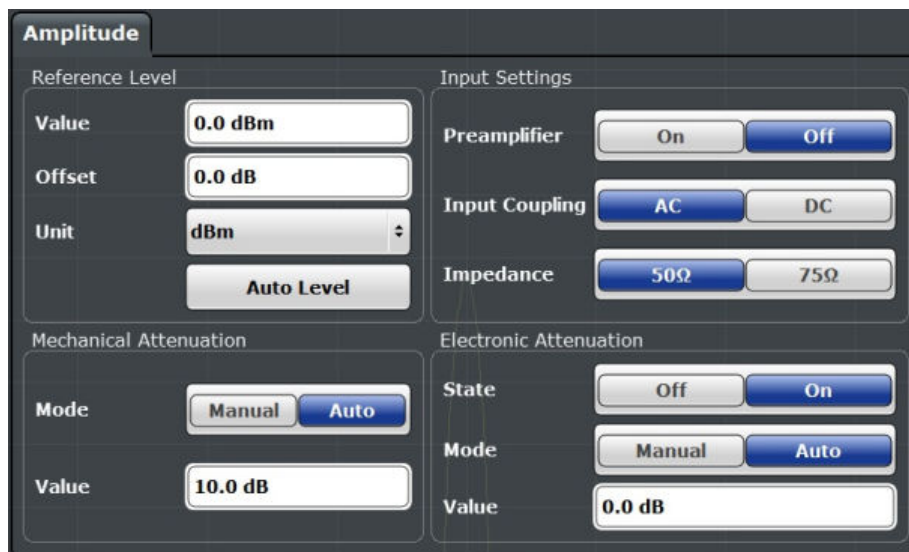 Amplitude
Reference Level
Value 0.0 dBm
Offset 0.0 dB
Unit dBm
Auto Level
Input Settings
Preamplifier On Off
Input Coupling AC DC
Impedance 50Ω 75Ω
Mechanical Attenuation
Mode Manual Auto
Value 10.0 dB
Electronic Attenuation
State Off On
Mode Manual Auto
Value 0.0 dB